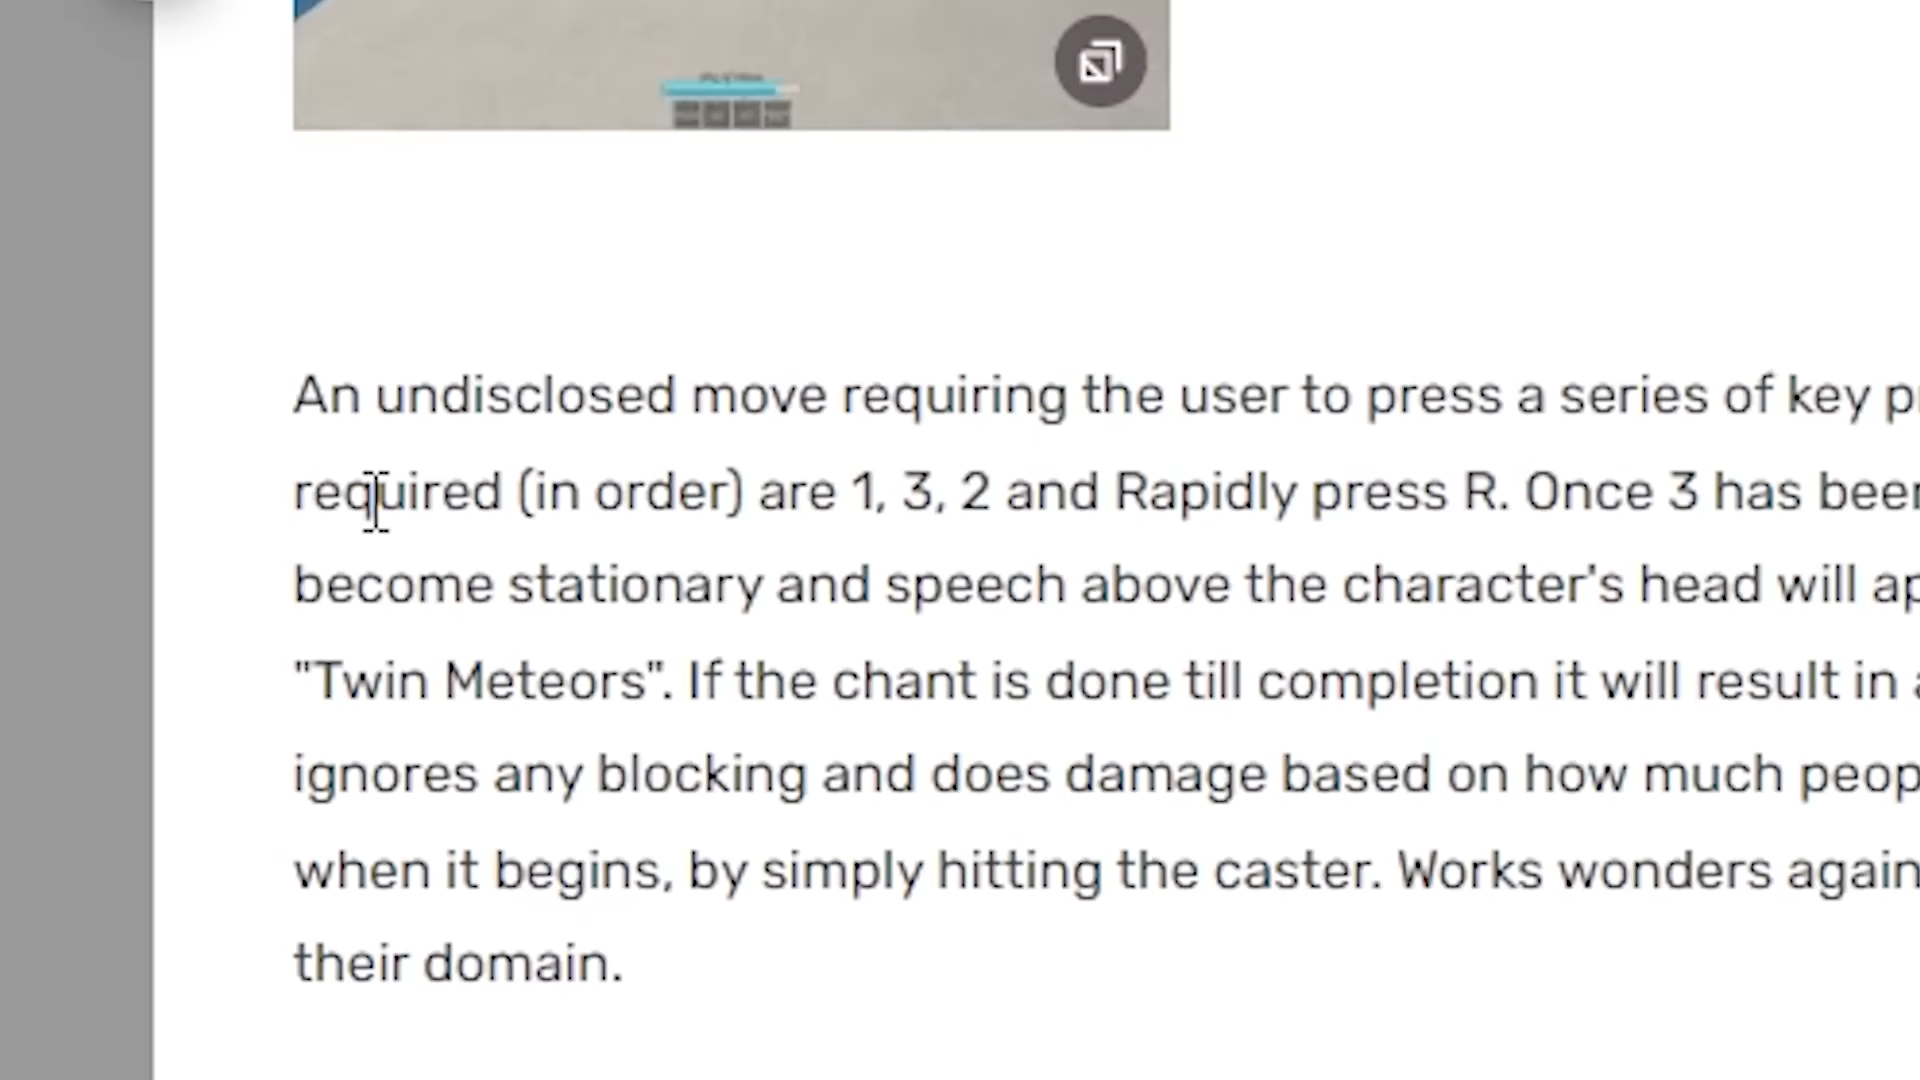 An undisclosed move requiring the user to press a series of key
required (in order) are 1, 3, 2 and Rapidly press R. Once 3 has been
become stationary and speech above the character's head will
"Twin Meteors". If the chant is done till completion it will result in
ignores any blocking and does damage based on how much
when it begins, by simply hitting the caster. Works wonders
their domain.